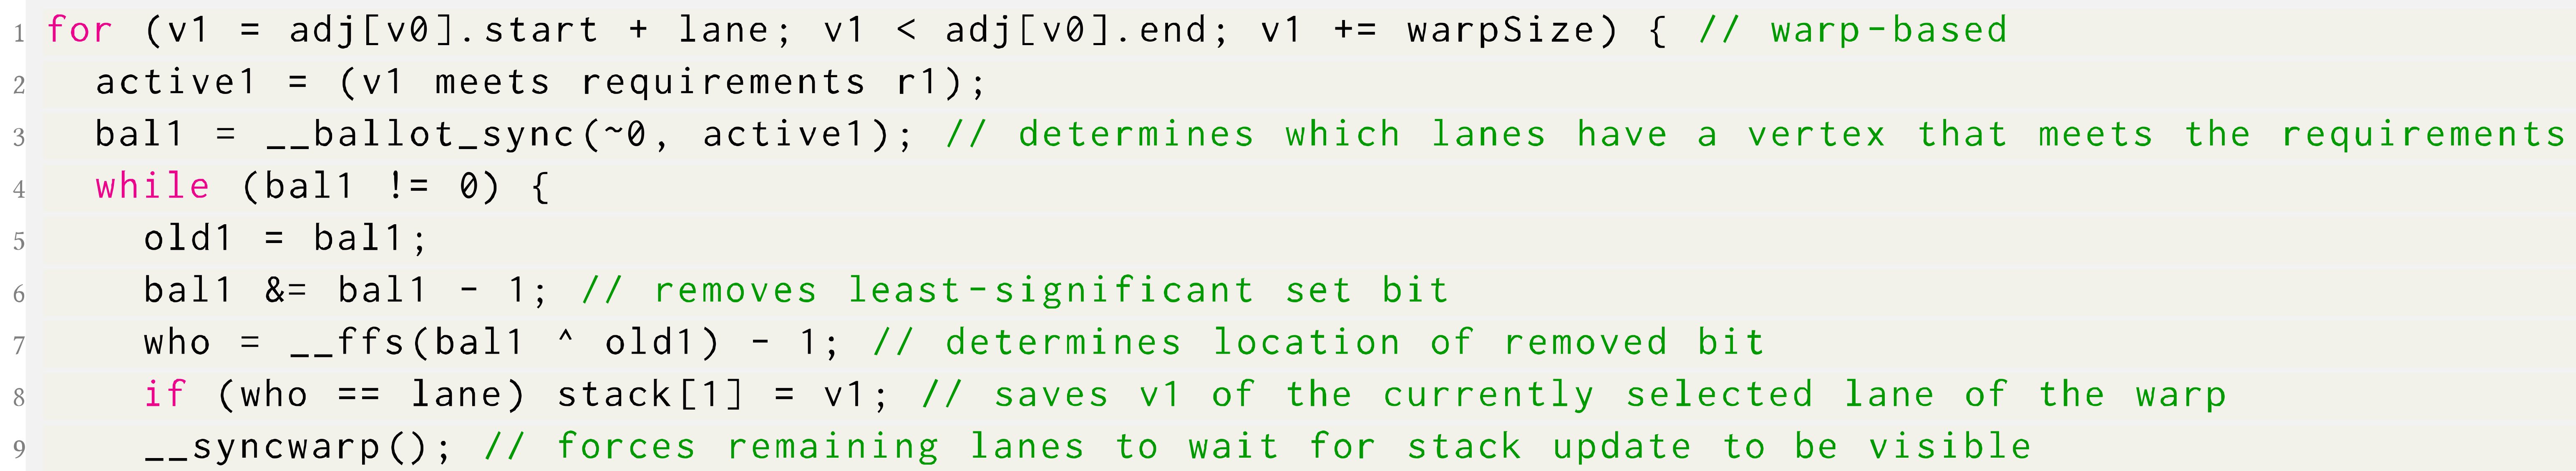 1 for (v1 = adj[v0].start + lane; v1 < adj[v0].end; v1 += warpSize) { // warp-based
2   active1 = (v1 meets requirements r1);
3   bal1 = __ballot_sync(~0, active1); // determines which lanes have a vertex that meets the requirements
4   while (bal1 != 0) {
5     old1 = bal1;
6     bal1 &= bal1 - 1; // removes least-significant set bit
7     who = __ffs(bal1 ^ old1) - 1; // determines location of removed bit
8     if (who == lane) stack[1] = v1; // saves v1 of the currently selected lane of the warp
9     __syncwarp(); // forces remaining lanes to wait for stack update to be visible